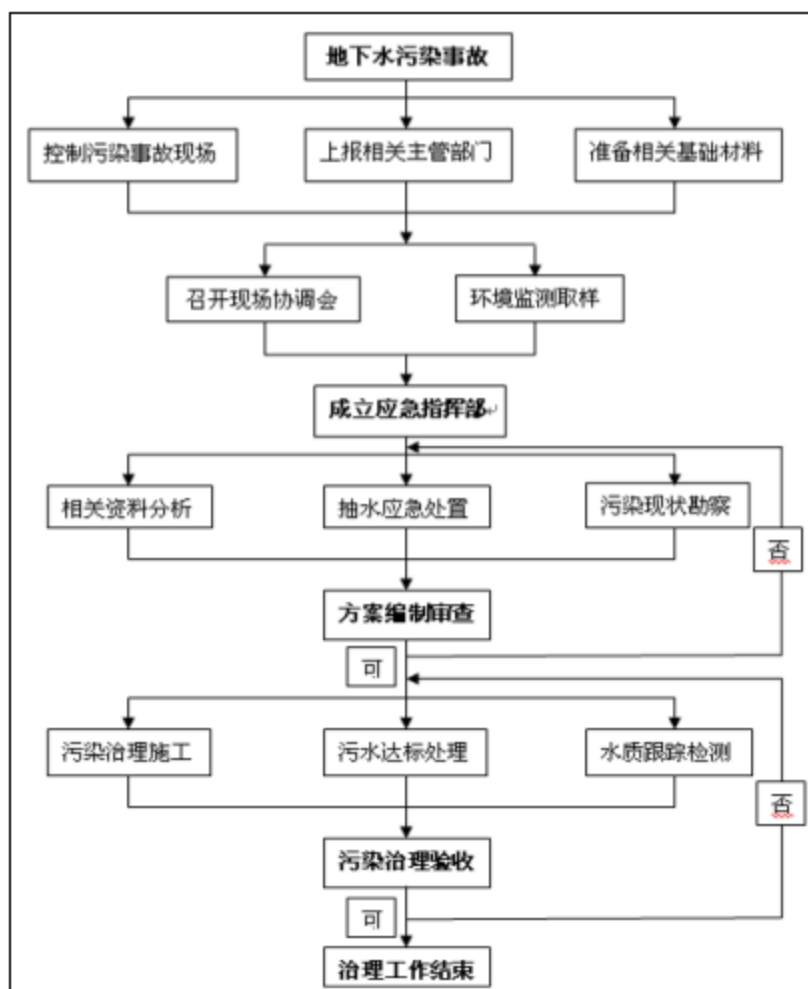 地下水污染事故
控制污染事故现场
上报相关主管部门
准备相关基础材料
召开现场协调会
环境监测取样
成立应急指挥部
相关资料分析
抽水应急处置
污染现状勘察
否
方案编制审查
可
污染治理施工
污水达标处理
水质跟踪检测
否
污染治理验收
可
治理工作结束